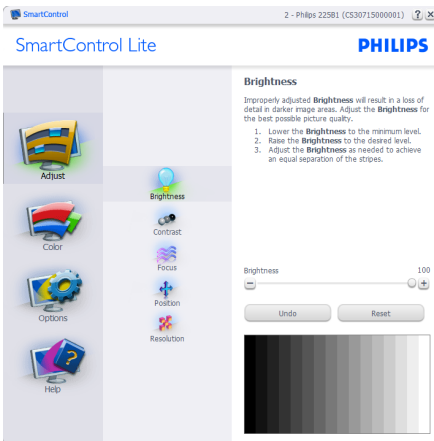 SmartControl
2 - Philips 225B1 (CS30715000001)
?
X
SmartControl Lite
PHILIPS
Adjust
Color
Options
Help
Brightness
Contrast
Focus
Position
Resolution
Brightness
Improperly adjusted Brightness will result in a loss of
detail in darker image areas. Adjust the Brightness for
the best possible picture quality.
1. Lower the Brightness to the minimum level.
2. Raise the Brightness to the desired level.
3. Adjust the Brightness as needed to achieve
an equal separation of the stripes.
Brightness
100
Undo
Reset